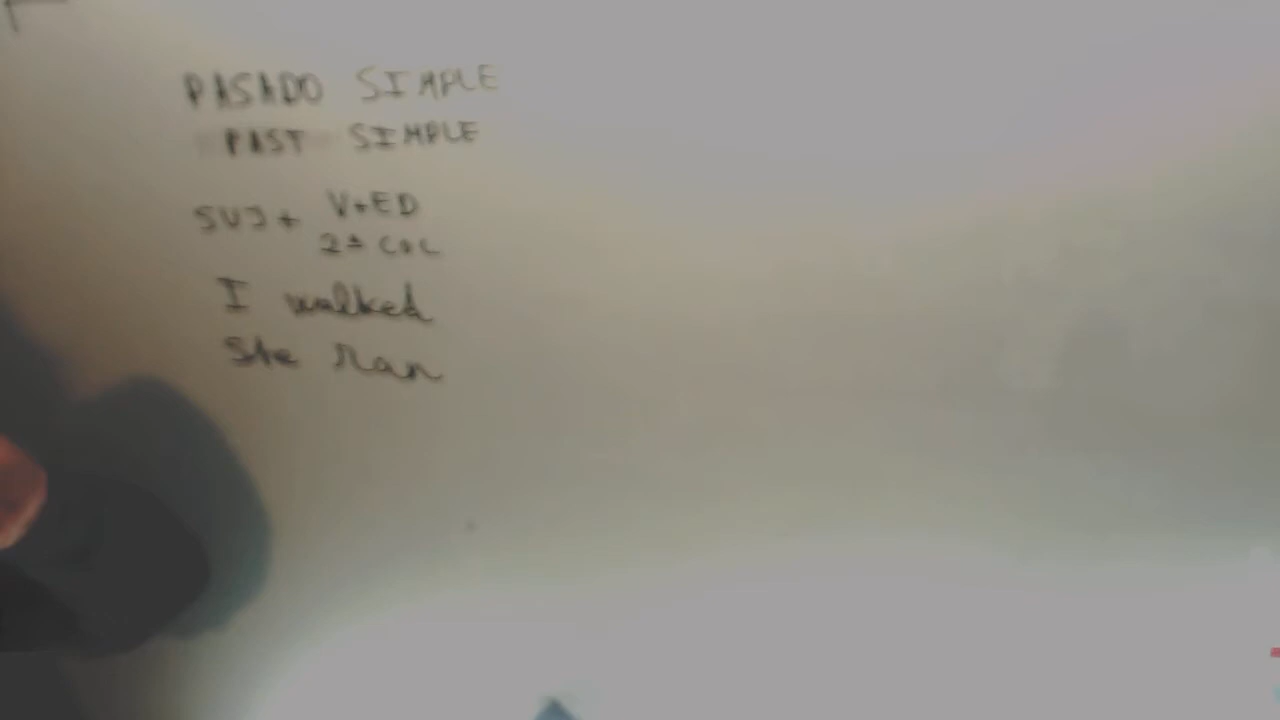 PASADO SIMPLE
PAST SIMPLE
SUJ + V+ED
2ª COL
I walked
She ran